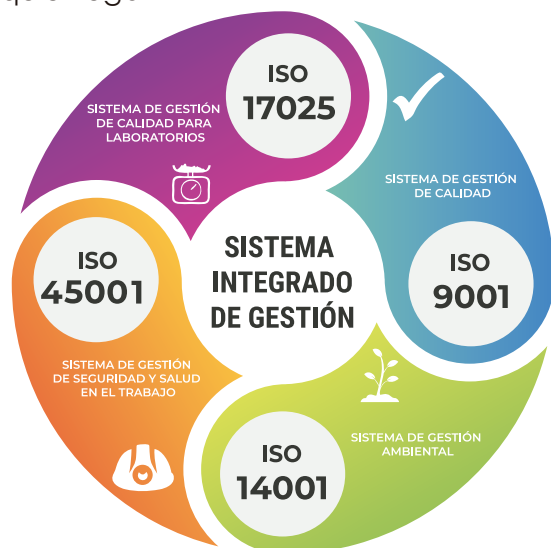 ISO
17025
SISTEMA DE GESTIÓN
DE CALIDAD PARA
LABORATORIOS
SISTEMA DE GESTIÓN
DE CALIDAD
ISO
9001
SISTEMA
INTEGRADO
DE GESTIÓN
ISO
45001
SISTEMA DE GESTIÓN
DE SEGURIDAD Y SALUD
EN EL TRABAJO
SISTEMA DE GESTIÓN
AMBIENTAL
ISO
14001